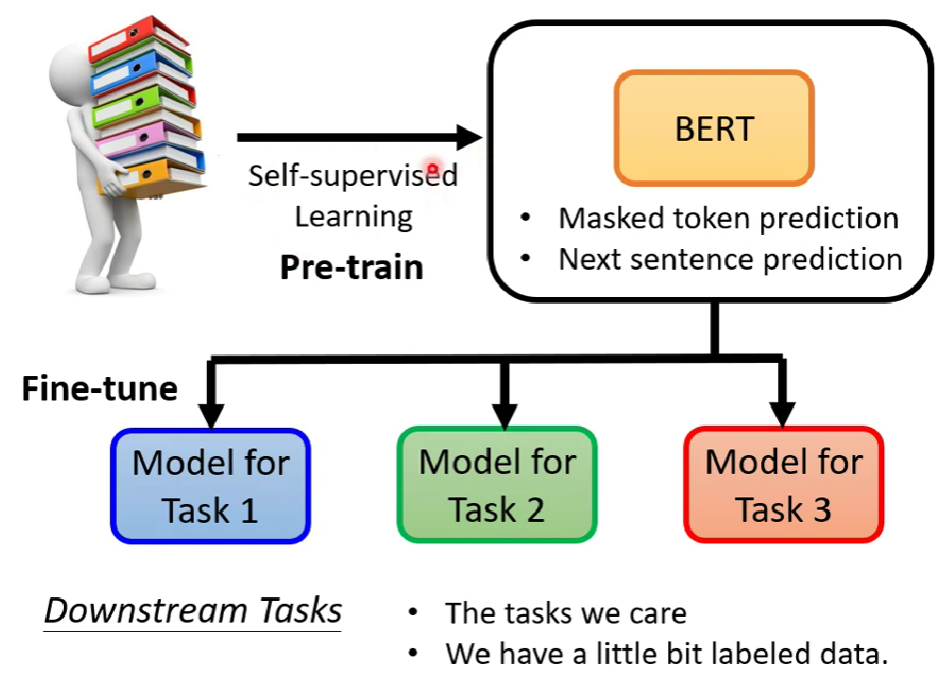 BERT
Self-supervised
Learning
Pre-train
• Masked token prediction
• Next sentence prediction
Fine-tune
Model for
Task 1
Model for
Task 2
Model for
Task 3
Downstream Tasks
• The tasks we care
• We have a little bit labeled data.